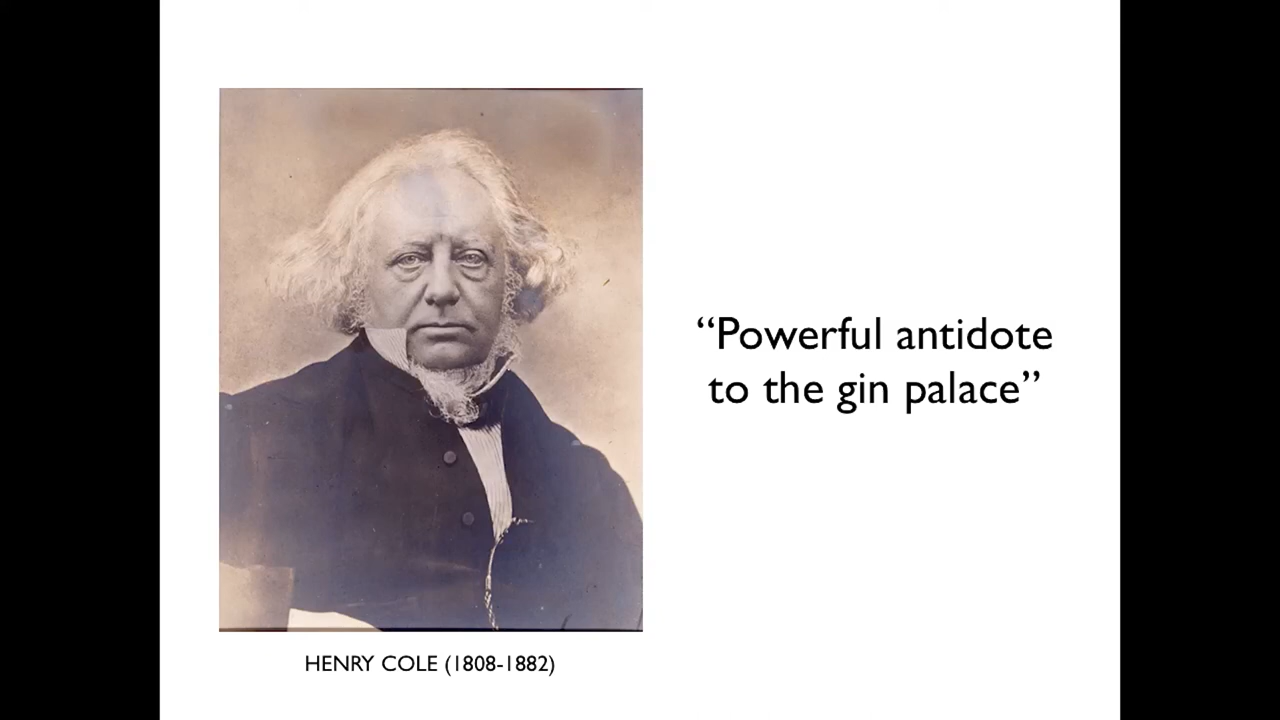 “Powerful antidote
to the gin palace”
HENRY COLE (1808-1882)